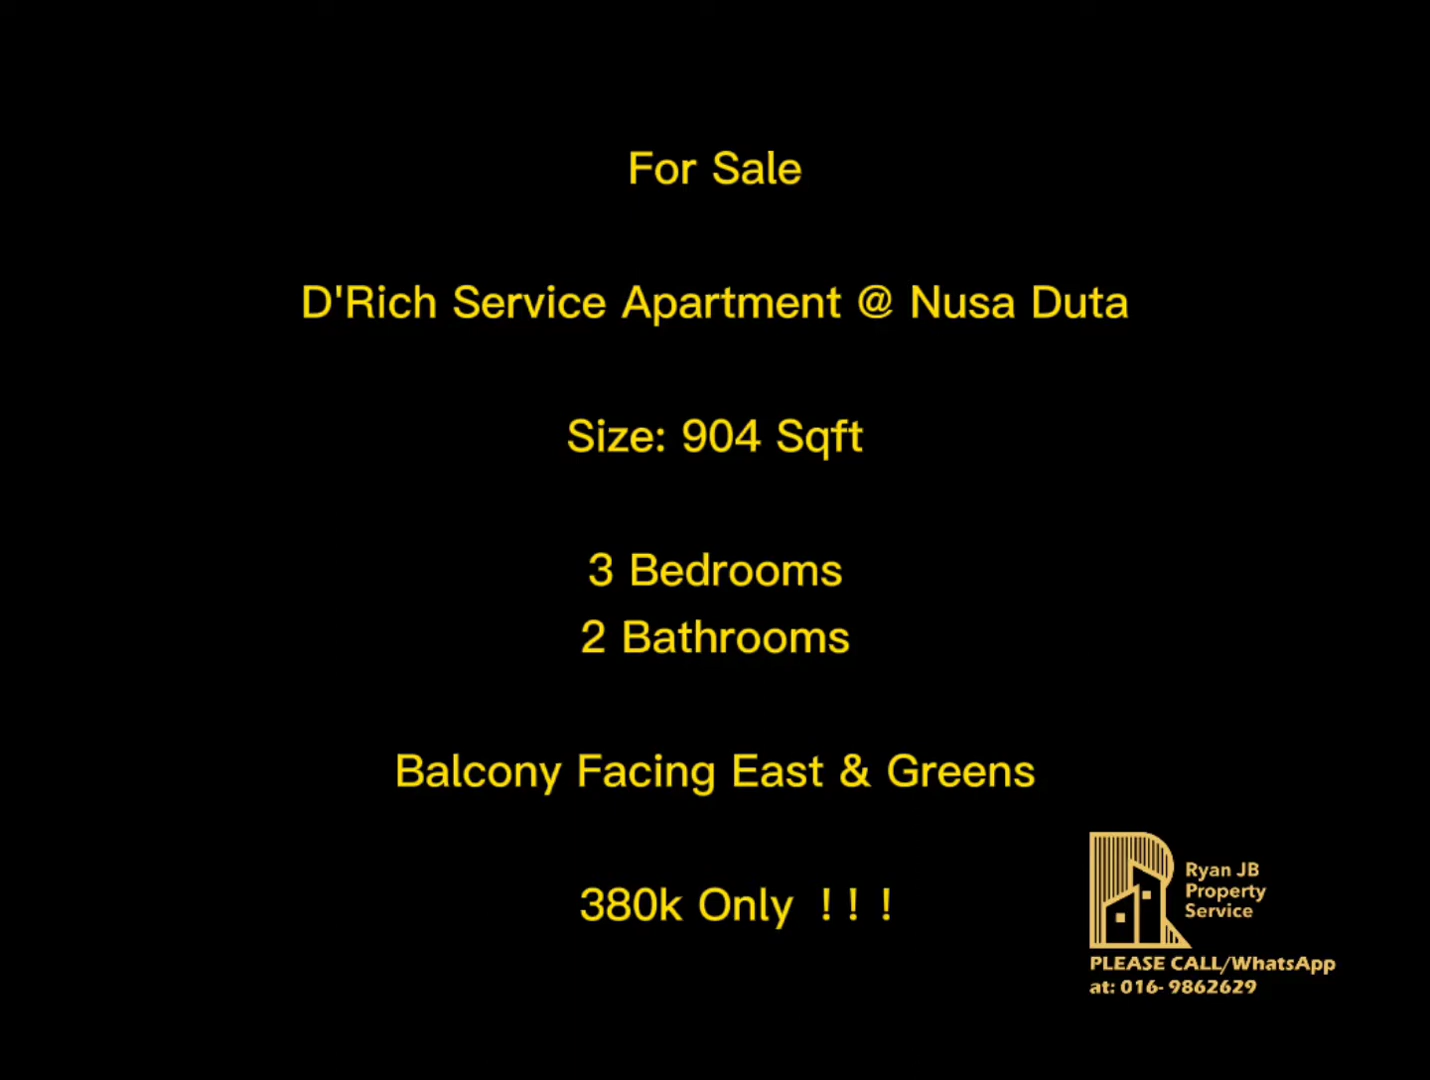 For Sale
D'Rich Service Apartment @ Nusa Duta
Size: 904 Sqft
3 Bedrooms
2 Bathrooms
Balcony Facing East & Greens
380k Only ！！！
Ryan JB
Property
Service
PLEASE CALL/WhatsApp
at: 016- 9862629